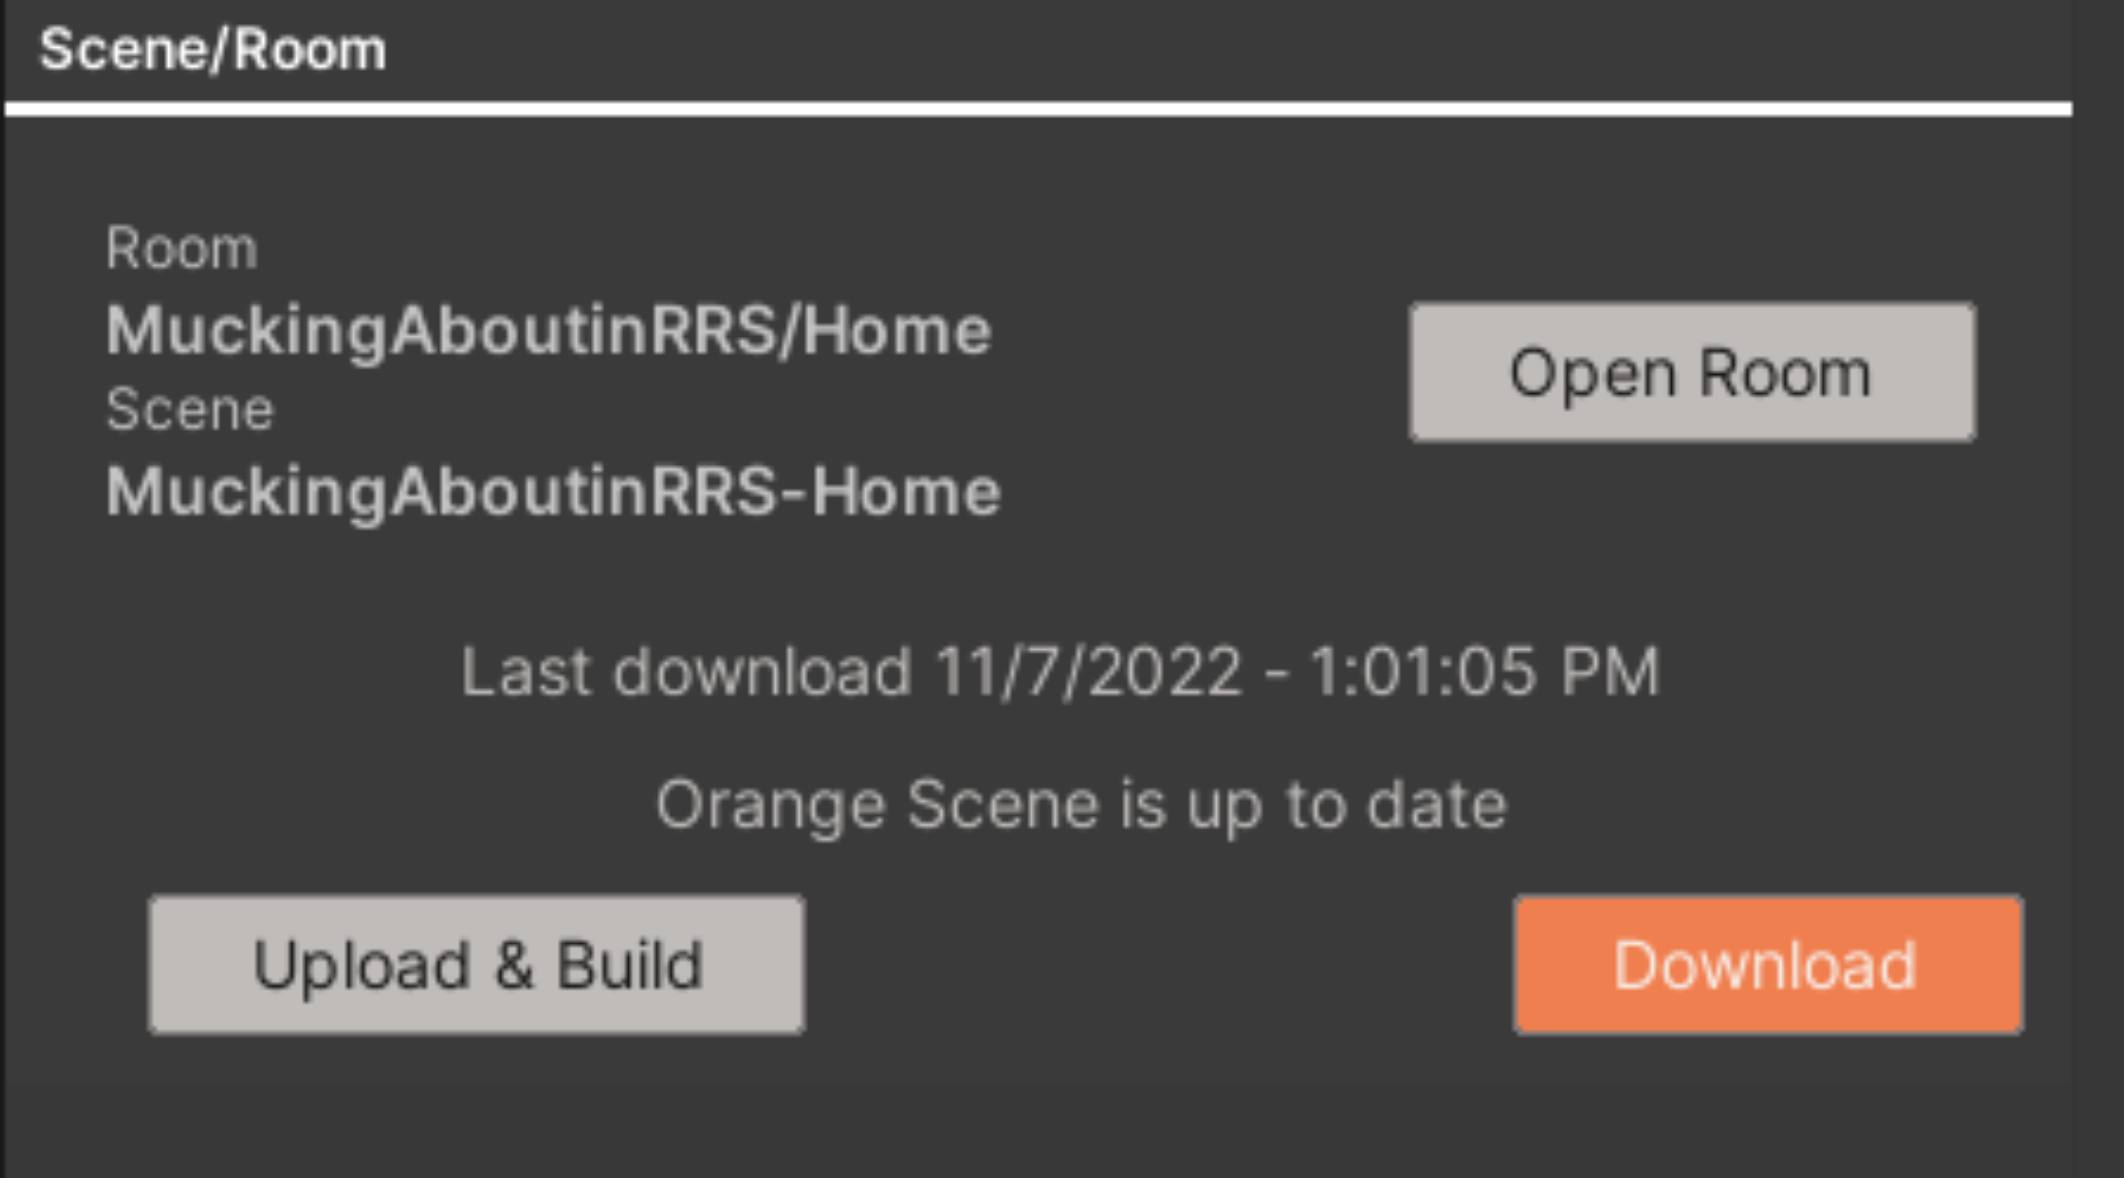 Scene/Room
Room
MuckingAboutinRRS/Home
Open Room
Scene
MuckingAboutinRRS-Home
Last download 11/7/2022 - 1:01:05 PM
Orange Scene is up to date
Upload & Build
Download